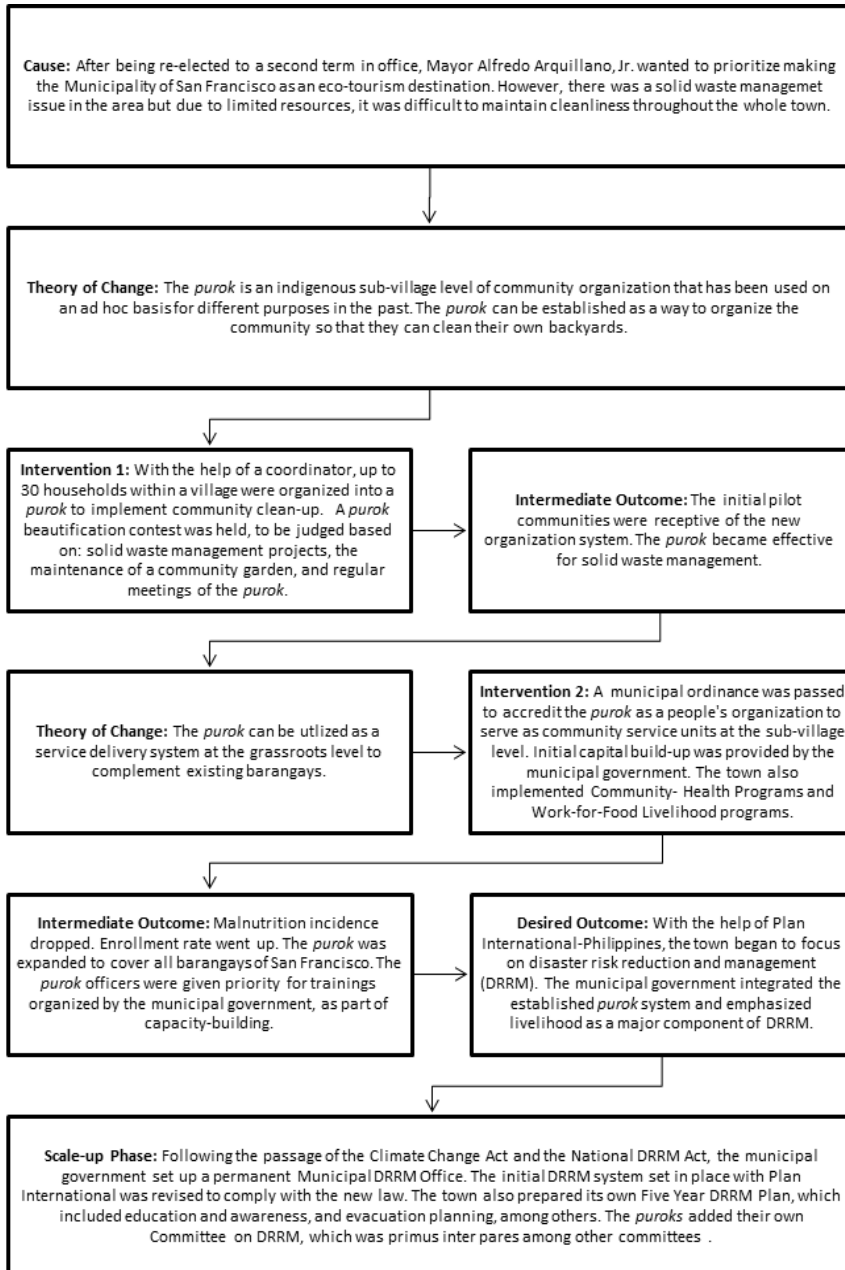 Cause: After being re-elected to a second term in office, Mayor Alfredo Arquillano, Jr. wanted to prioritize making
the Municipality of San Francisco as an eco-tourism destination. However, there was a solid waste managemet
issue in the area but due to limited resources, it was difficult to maintain cleanliness throughout the whole town.
Theory of Change: The purok is an indigenous sub-village level of community organization that has been used on
an ad hoc basis for different purposes in the past. The purok can be established as a way to organize the
community so that they can clean their own backyards.
Intervention 1: With the help of a coordinator, up to
30 households within a village were organized into a
purok to implement community clean-up. A purok
beautification contest was held, to be judged based
on: solid waste management projects, the
maintenance of a community garden, and regular
meetings of the purok.
Intermediate Outcome: The
initial pilot
communities were receptive of the new
organization system. The purok became effective
for solid waste management.
Theory of Change: The purok can be utlized as a
service delivery system at the grassroots level to
complement existing barangays.
Intervention 2: A municipal ordinance was passed
to accredit the purok as a people's organization to
serve as community service units at the sub-village
level. Initial capital build-up was provided by the
municipal government. The town also
implemented Community- Health Programs and
Work-for-Food Livelihood programs.
Intermediate Outcome: Malnutrition incidence
dropped. Enrollment rate went up. The purok was
expanded to cover all barangays of San Francisco. The
purok officers were given priority for trainings
organized by the municipal government, as part of
capacity-building.
Desired Outcome: With the help of Plan
International-Philippines, the town began to focus
on disaster risk reduction and management
(DRRM). The municipal government integrated the
established purok system and emphasized
livelihood as a major component of DRRM.
Scale-up Phase: Following the passage of the Climate Change Act and the National DRRM Act, the municipal
government set up a permanent Municipal DRRM Office. The initial DRRM system set in place with Plan
International was revised to comply with the new law. The town also prepared its own Five Year DRRM Plan, which
included education and awareness, and evacuation planning, among others. The puroks added their own
Committee on DRRM, which was primus inter pares among other committees .